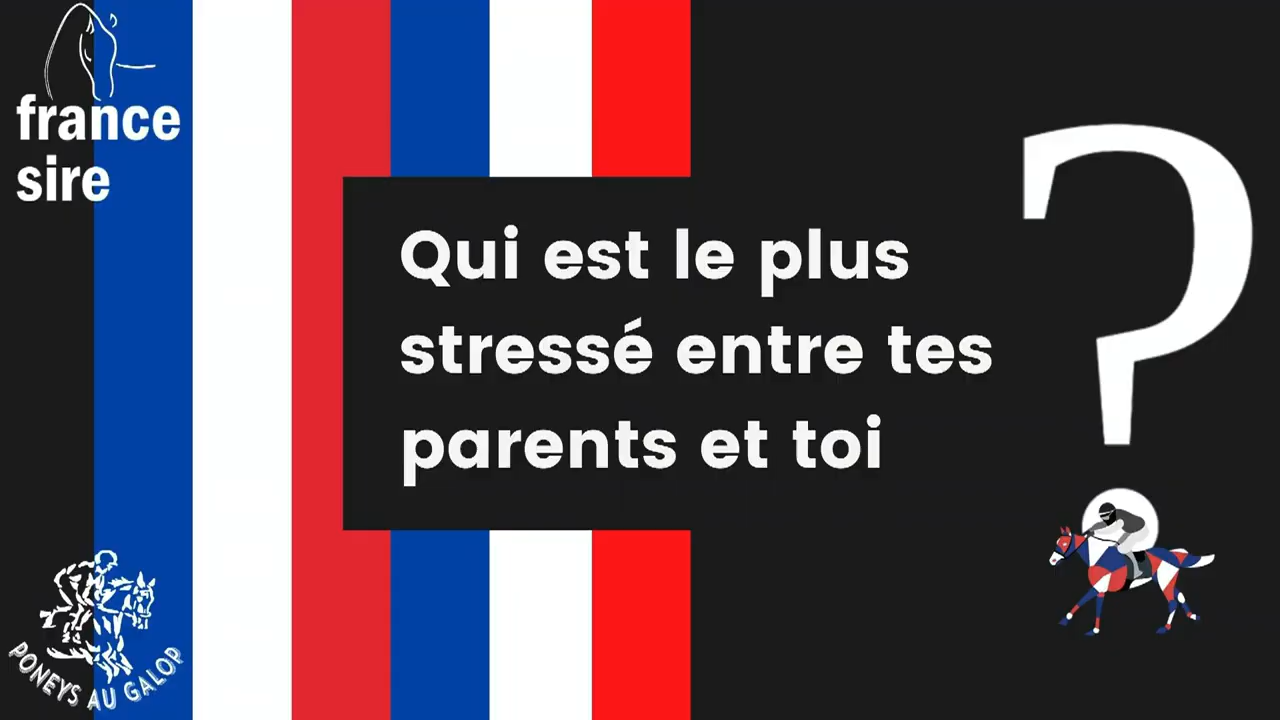 france
sire
Qui est le plus
stressé entre tes
parents et toi
?
PONEYS AU GALOP